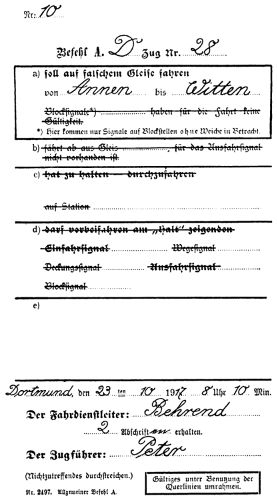 Nr: 10
Befehl A. D Zug Nr. 28
a) soll auf falschem Gleise fahren
von Annen bis Witten
Blocksignale*) haben für die Fahrt keine
Gültigkeit.
*) Hier kommen nur Signale auf Blockstellen ohne Weiche in Betracht.
b) fährt ab aus Gleis, für das Ausfahrsignal
nicht vorhanden ist.
c) hat zu halten — durchzufahren
auf Station
d) darf vorbeifahren am „Halt" zeigenden
Einfahrsignal Wegesignal
Deckungssignal Ausfahrsignal
Blocksignal
e)
Dortmund, den 23 ten 10 1917 8 Uhr 10 Min.
Der Fahrdienstleiter: Behrend
2 Abschrift en erhalten.
Der Zugführer: Peter
(Nichtzutreffendes durchstreichen.)
Gültiges unter Benutzung der
Querlinien umrahmen.
Nr. 2497. Allgemeiner Befehl A.